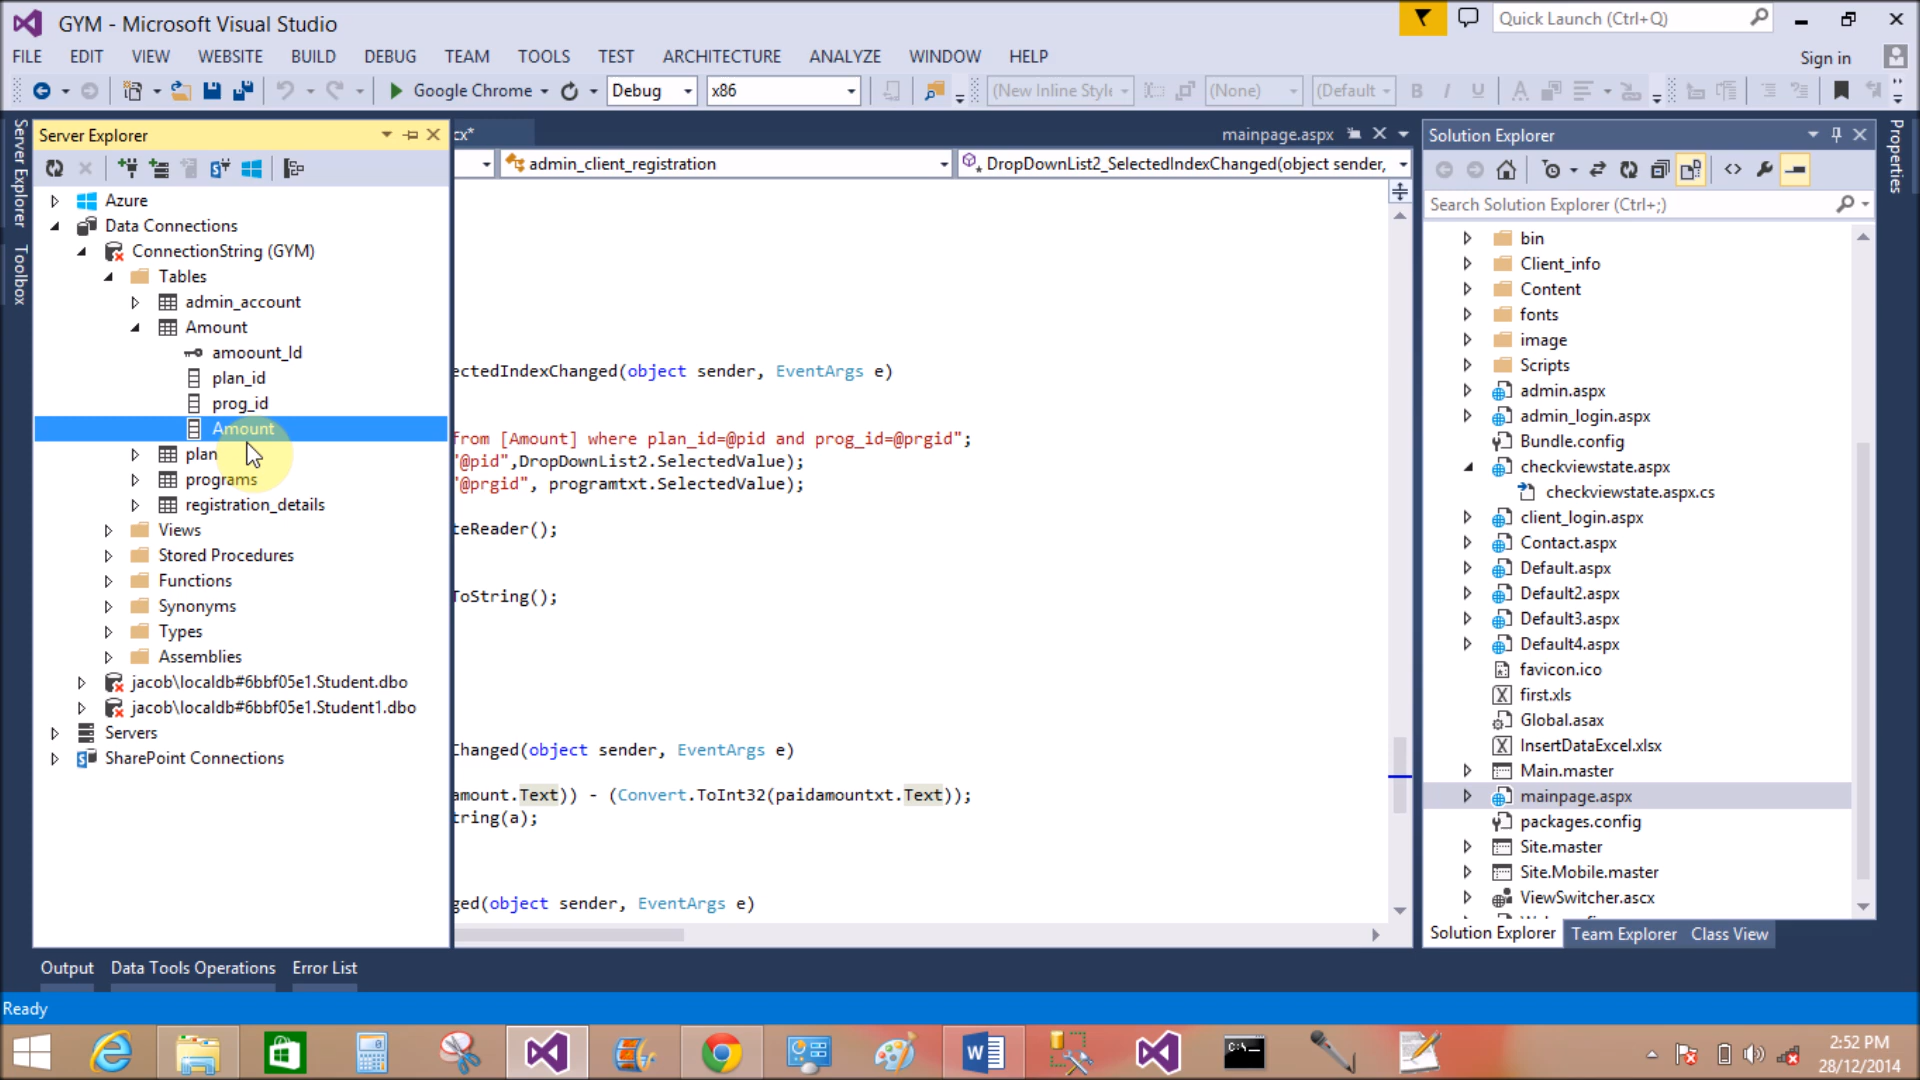 GYM - Microsoft Visual Studio
Quick Launch (Ctrl+Q)
FILE EDIT VIEW WEBSITE BUILD DEBUG TEAM TOOLS TEST ARCHITECTURE ANALYZE WINDOW HELP
Sign in
Google Chrome Debug x86 (New Inline Style (None) (Default B I U A
Server Explorer
Toolbox
Server Explorer
Azure
Data Connections
ConnectionString (GYM)
Tables
admin_account
Amount
amoount_Id
plan_id
prog_id
Amount
plan
programs
registration_details
Views
Stored Procedures
Functions
Synonyms
Types
Assemblies
jacob\localdb#6bbf05e1.Student.dbo
jacob\localdb#6bbf05e1.Student1.dbo
Servers
SharePoint Connections
cx*
mainpage.aspx
admin_client_registration
DropDownList2_SelectedIndexChanged(object sender,
ectedIndexChanged(object sender, EventArgs e)
from [Amount] where plan_id=@pid and prog_id=@prgid";
"@pid",DropDownList2.SelectedValue);
"@prgid", programtxt.SelectedValue);
teReader();
ToString();
Changed(object sender, EventArgs e)
amount.Text)) - (Convert.ToInt32(paidamountxt.Text));
tring(a);
ged(object sender, EventArgs e)
Solution Explorer
Search Solution Explorer (Ctrl+;)
bin
Client_info
Content
fonts
image
Scripts
admin.aspx
admin_login.aspx
Bundle.config
checkviewstate.aspx
checkviewstate.aspx.cs
client_login.aspx
Contact.aspx
Default.aspx
Default2.aspx
Default3.aspx
Default4.aspx
favicon.ico
first.xls
Global.asax
InsertDataExcel.xlsx
Main.master
mainpage.aspx
packages.config
Site.master
Site.Mobile.master
ViewSwitcher.ascx
Solution Explorer Team Explorer Class View
Properties
Output Data Tools Operations Error List
Ready
2:52 PM
28/12/2014